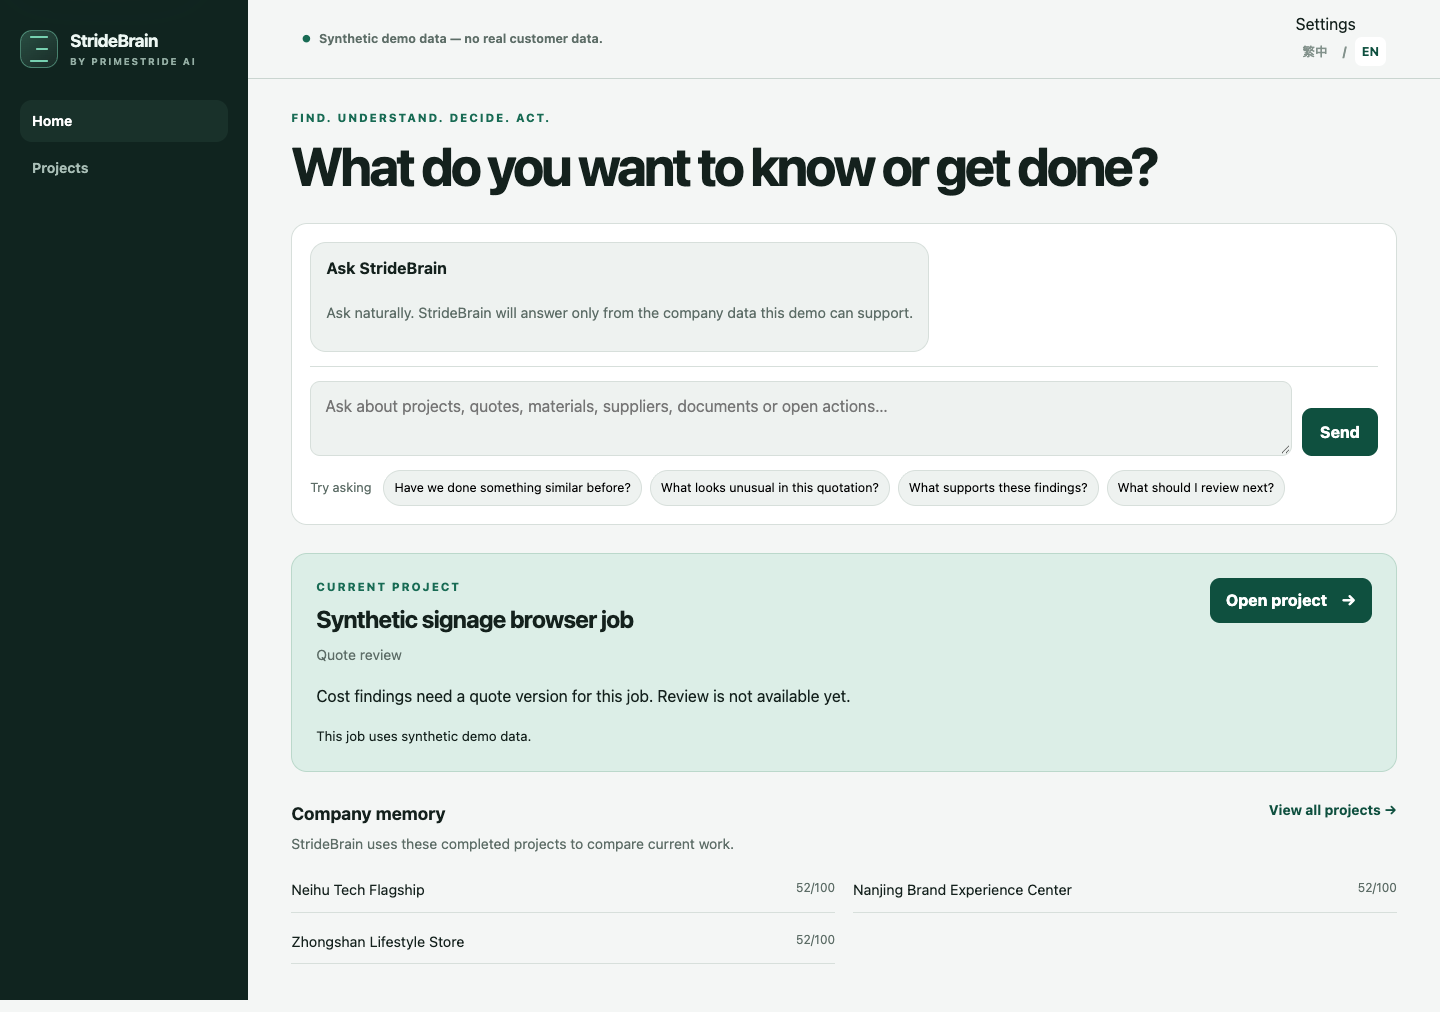 StrideBrain
BY PRIMESTRIDE AI
Home
Projects
Synthetic demo data — no real customer data.
Settings
繁中 / EN
FIND. UNDERSTAND. DECIDE. ACT.
What do you want to know or get done?
Ask StrideBrain
Ask naturally. StrideBrain will answer only from the company data this demo can support.
Ask about projects, quotes, materials, suppliers, documents or open actions...
Send
Try asking
Have we done something similar before?
What looks unusual in this quotation?
What supports these findings?
What should I review next?
CURRENT PROJECT
Synthetic signage browser job
Open project →
Quote review
Cost findings need a quote version for this job. Review is not available yet.
This job uses synthetic demo data.
Company memory
View all projects →
StrideBrain uses these completed projects to compare current work.
Neihu Tech Flagship 52/100
Nanjing Brand Experience Center 52/100
Zhongshan Lifestyle Store 52/100